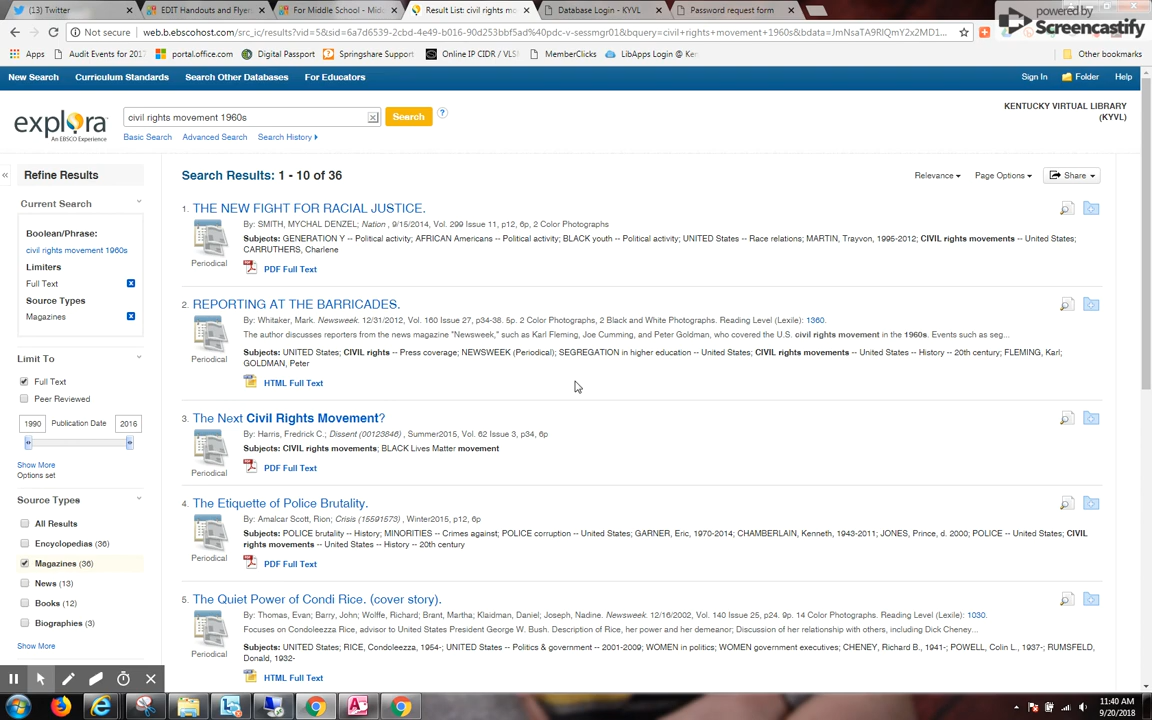 (1) Twitter
EDIT Handouts and Flyer
For Middle School - Mid
Result List: civil rights mo
Database Login - KYVL
Password request form
powered by
Screencastify
Not secure
web.b.ebscohost.com/src_ic/results?vid=5&sid=6a7d6539-2cbd-4e49-b016-90d253bbf5ad%40pdc-v-sessmgr01&bquery=civil+rights+movement+1960s&bdata=JmNsaTA9RlQmY2x2MD1...
Apps
Audit Events for 201
portal.office.com
Digital Passport
Springshare Support
Online IP CIDR / VLS
MemberClicks
LibApps Login @ Ker
Other bookmarks
New Search Curriculum Standards Search Other Databases For Educators
Sign In Folder Help
explora
An EBSCO Experience
civil rights movement 1960s
Search
?
Basic Search Advanced Search Search History
KENTUCKY VIRTUAL LIBRARY
(KYVL)
«
Refine Results
Current Search
Boolean/Phrase:
civil rights movement 1960s
Limiters
Full Text
Source Types
Magazines
Limit To
Full Text
Peer Reviewed
1990 Publication Date 2016
Show More
Options set
Source Types
All Results
Encyclopedias (36)
Magazines (36)
News (13)
Books (12)
Biographies (3)
Show More
Search Results: 1 - 10 of 36
Relevance Page Options Share
1. THE NEW FIGHT FOR RACIAL JUSTICE.
By: SMITH, MYCHAL DENZEL; Nation , 9/15/2014, Vol. 299 Issue 11, p12, 6p, 2 Color Photographs
Subjects: GENERATION Y -- Political activity; AFRICAN Americans -- Political activity; BLACK youth -- Political activity; UNITED States -- Race relations; MARTIN, Trayvon, 1995-2012; CIVIL rights movements -- United States;
CARRUTHERS, Charlene
Periodical
PDF Full Text
2. REPORTING AT THE BARRICADES.
By: Whitaker, Mark. Newsweek. 12/31/2012, Vol. 160 Issue 27, p34-38. 5p. 2 Color Photographs, 2 Black and White Photographs. Reading Level (Lexile): 1360.
The author discusses reporters from the news magazine "Newsweek," such as Karl Fleming, Joe Cumming, and Peter Goldman, who covered the U.S. civil rights movement in the 1960s. Events such as seg...
Subjects: UNITED States; CIVIL rights -- Press coverage; NEWSWEEK (Periodical); SEGREGATION in higher education -- United States; CIVIL rights movements -- United States -- History -- 20th century; FLEMING, Karl;
GOLDMAN, Peter
Periodical
HTML Full Text
3. The Next Civil Rights Movement?
By: Harris, Fredrick C.; Dissent (00123846) , Summer2015, Vol. 62 Issue 3, p34, 6p
Subjects: CIVIL rights movements; BLACK Lives Matter movement
Periodical
PDF Full Text
4. The Etiquette of Police Brutality.
By: Amalcar Scott, Rion; Crisis (15591573) , Winter2015, p12, 6p
Subjects: POLICE brutality -- History; MINORITIES -- Crimes against; POLICE corruption -- United States; GARNER, Eric, 1970-2014; CHAMBERLAIN, Kenneth, 1943-2011; JONES, Prince, d. 2000; POLICE -- United States; CIVIL
rights movements -- United States -- History -- 20th century
Periodical
PDF Full Text
5. The Quiet Power of Condi Rice. (cover story).
By: Thomas, Evan; Barry, John; Wolffe, Richard; Brant, Martha; Klaidman, Daniel; Joseph, Nadine. Newsweek. 12/16/2002, Vol. 140 Issue 25, p24. 9p. 14 Color Photographs. Reading Level (Lexile): 1030.
Focuses on Condoleezza Rice, advisor to United States President George W. Bush. Description of Rice, her power and her demeanor; Discussion of her relationship with others, including Dick Cheney...
Subjects: UNITED States; RICE, Condoleezza, 1954-; UNITED States -- Politics & government -- 2001-2009; WOMEN in politics; WOMEN government executives; CHENEY, Richard B., 1941-; POWELL, Colin L., 1937-; RUMSFELD,
Donald, 1932-
Periodical
HTML Full Text
11:40 AM
9/20/2018